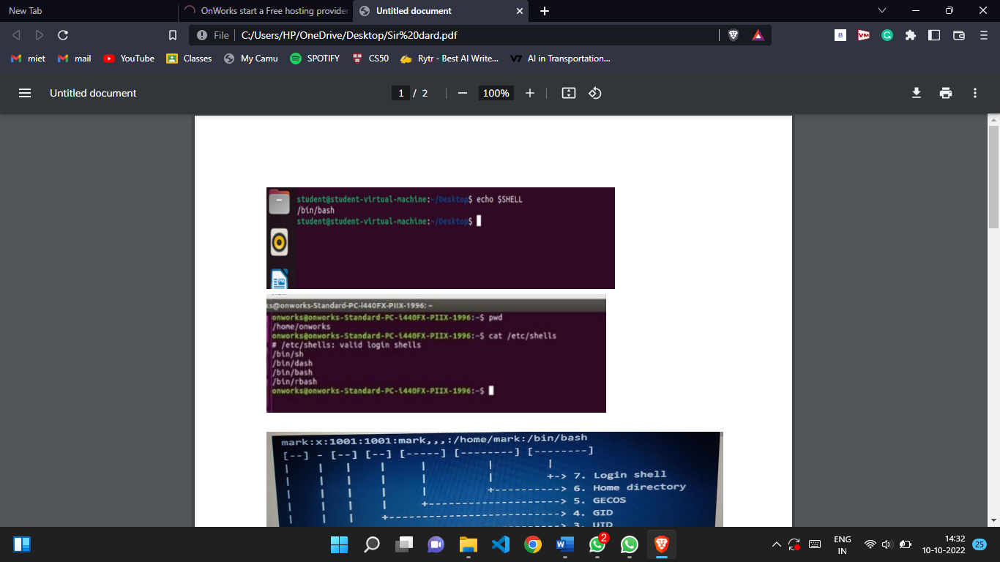 New Tab
OnWorks start a Free hosting provider
Untitled document
File
C:/Users/HP/OneDrive/Desktop/Sir%20dard.pdf
B
VM
G
miet
mail
YouTube
Classes
My Camu
SPOTIFY
CS50
Rytr - Best AI Write...
V7
AI in Transportation...
Untitled document
1 / 2
100%
student@student-virtual-machine:~/Desktop$ echo $SHELL
/bin/bash
student@student-virtual-machine:~/Desktop$
ks@onworks-Standard-PC-i440FX-PIIX-1996: ~
onworks@onworks-Standard-PC-i440FX-PIIX-1996:~$ pwd
/home/onworks
onworks@onworks-Standard-PC-i440FX-PIIX-1996:~$ cat /etc/shells
# /etc/shells: valid login shells
/bin/sh
/bin/dash
/bin/bash
/bin/rbash
onworks@onworks-Standard-PC-i440FX-PIIX-1996:~$
mark:x:1001:1001:mark,,,:/home/mark:/bin/bash
[--] - [--] [--] [-----] [--------] [--------]
| | | | | | |
| | | | | | +-> 7. Login shell
| | | | | +----------> 6. Home directory
| | | | +--------------------> 5. GECOS
| | | +--------------------------> 4. GID
3. UID
2
ENG
IN
14:32
10-10-2022
25